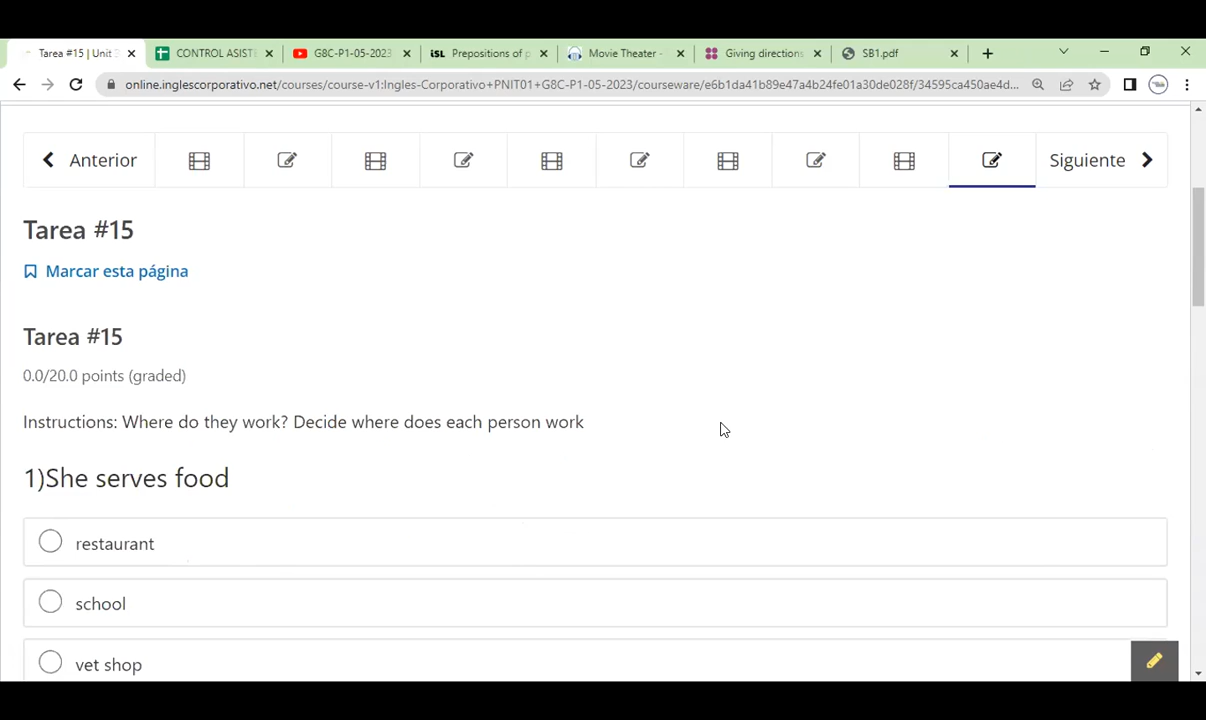 Tarea #15 | Unit 3
CONTROL ASISTE
G8C-P1-05-2023
iSL Prepositions of p
Movie Theater -
Giving directions
SB1.pdf
online.inglescorporativo.net/courses/course-v1:Ingles-Corporativo+PNIT01+G8C-P1-05-2023/courseware/e6b1da41b89e47a4b24fe01a30de028f/34595ca450ae4d...
Anterior
Siguiente
Tarea #15
Marcar esta página
Tarea #15
0.0/20.0 points (graded)
Instructions: Where do they work? Decide where does each person work
1)She serves food
restaurant
school
vet shop